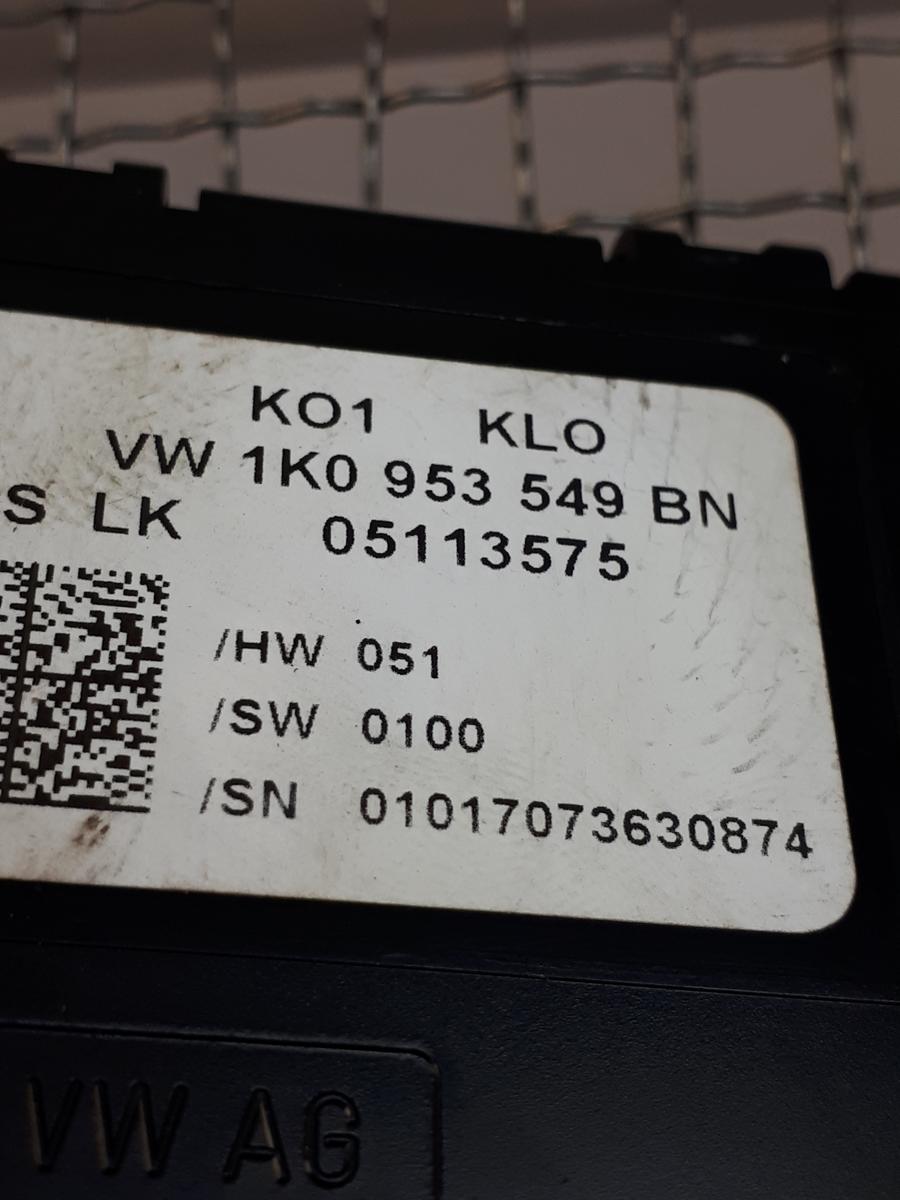 KO1 KLO
VW 1K0 953 549 BN
S LK 05113575
/HW 051
/SW 0100
/SN 01017073630874
VW AG